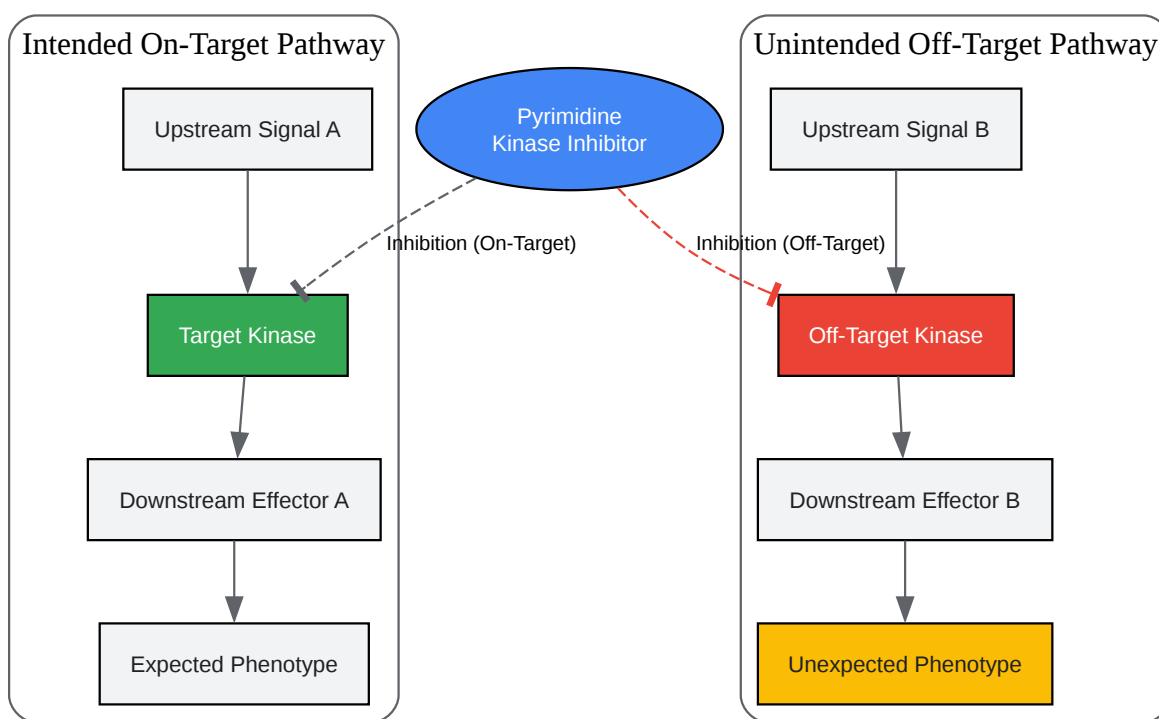 Intended On-Target Pathway
Unintended Off-Target Pathway
Upstream Signal A
Pyrimidine
Kinase Inhibitor
Upstream Signal B
Inhibition (On-Target)
Inhibition (Off-Target)
Target Kinase
Off-Target Kinase
Downstream Effector A
Downstream Effector B
Expected Phenotype
Unexpected Phenotype